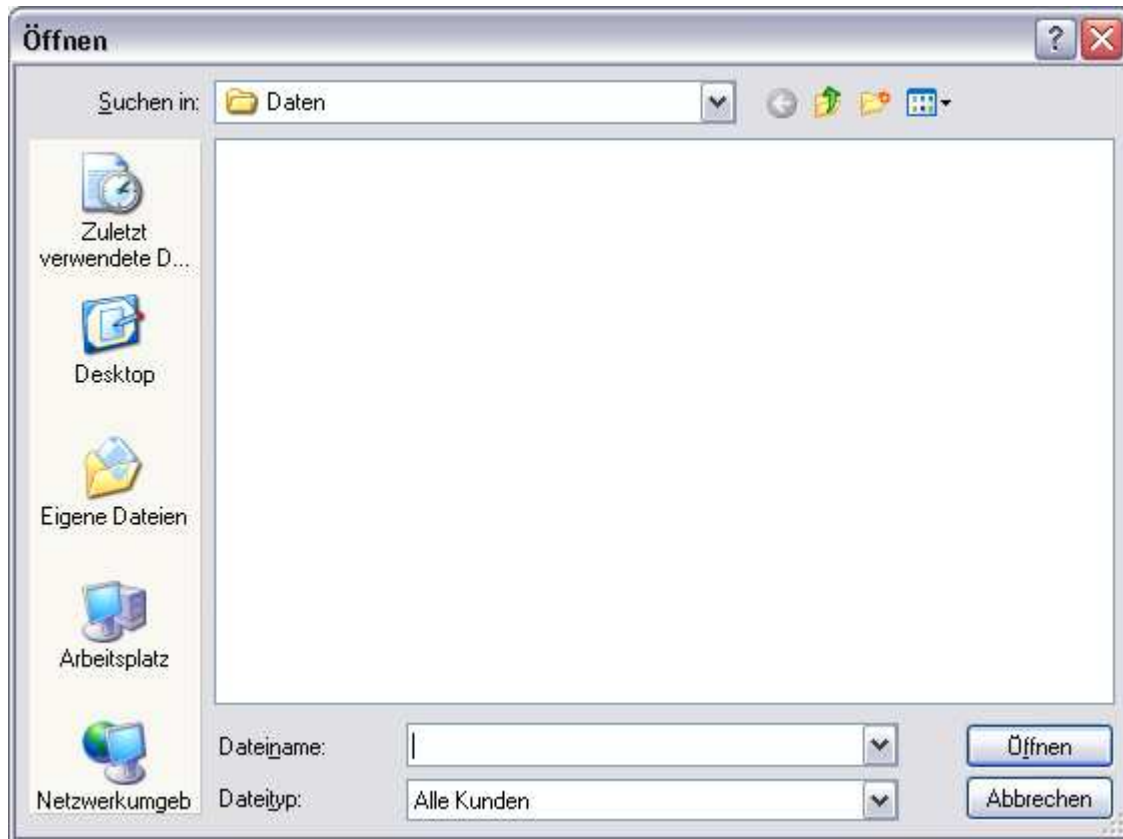 Öffnen
Suchen in:
Daten
Zuletzt
verwendete D...
Desktop
Eigene Dateien
Arbeitsplatz
Netzwerkumgeb
Dateiname:
Öffnen
Dateityp:
Alle Kunden
Abbrechen